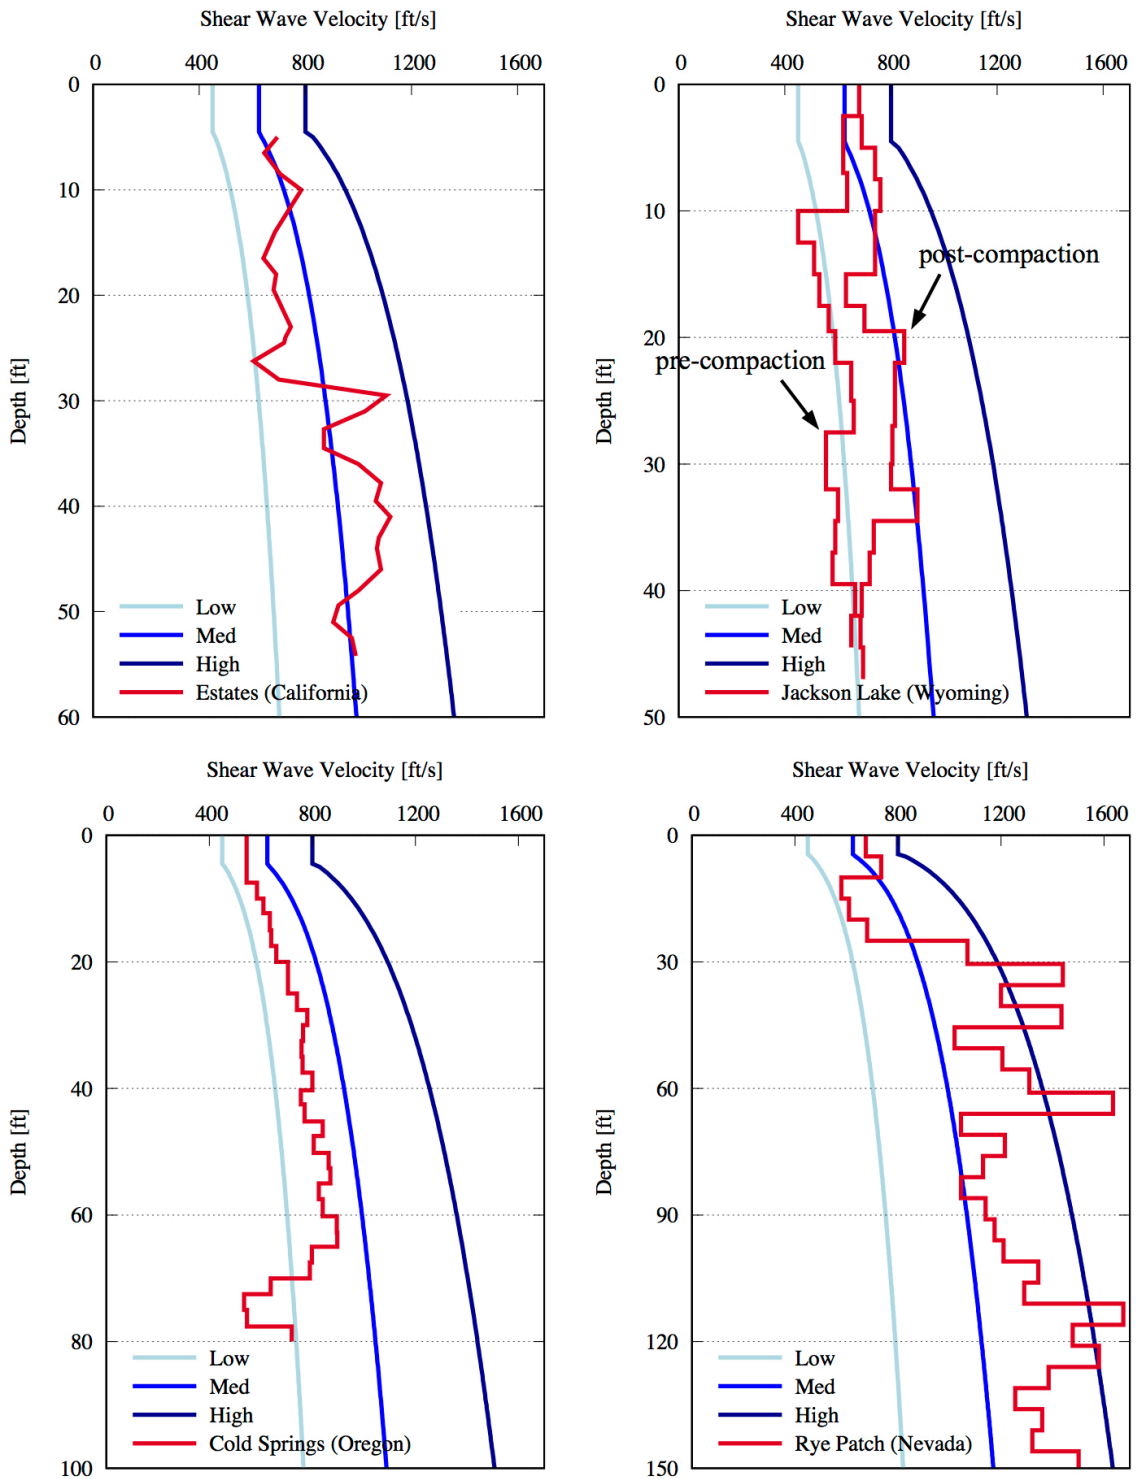 Shear Wave Velocity [ft/s]
0 400 800 1200 1600
0
10
20
30
40
50
60
Depth [ft]
post-compaction
pre-compaction
Low
Med
High
Estates (California)
Shear Wave Velocity [ft/s]
0 400 800 1200 1600
0
10
20
30
40
50
Depth [ft]
Low
Med
High
Jackson Lake (Wyoming)
Shear Wave Velocity [ft/s]
0 400 800 1200 1600
0
20
40
60
80
100
Depth [ft]
Low
Med
High
Cold Springs (Oregon)
Shear Wave Velocity [ft/s]
0 400 800 1200 1600
0
30
60
90
120
150
Depth [ft]
Low
Med
High
Rye Patch (Nevada)